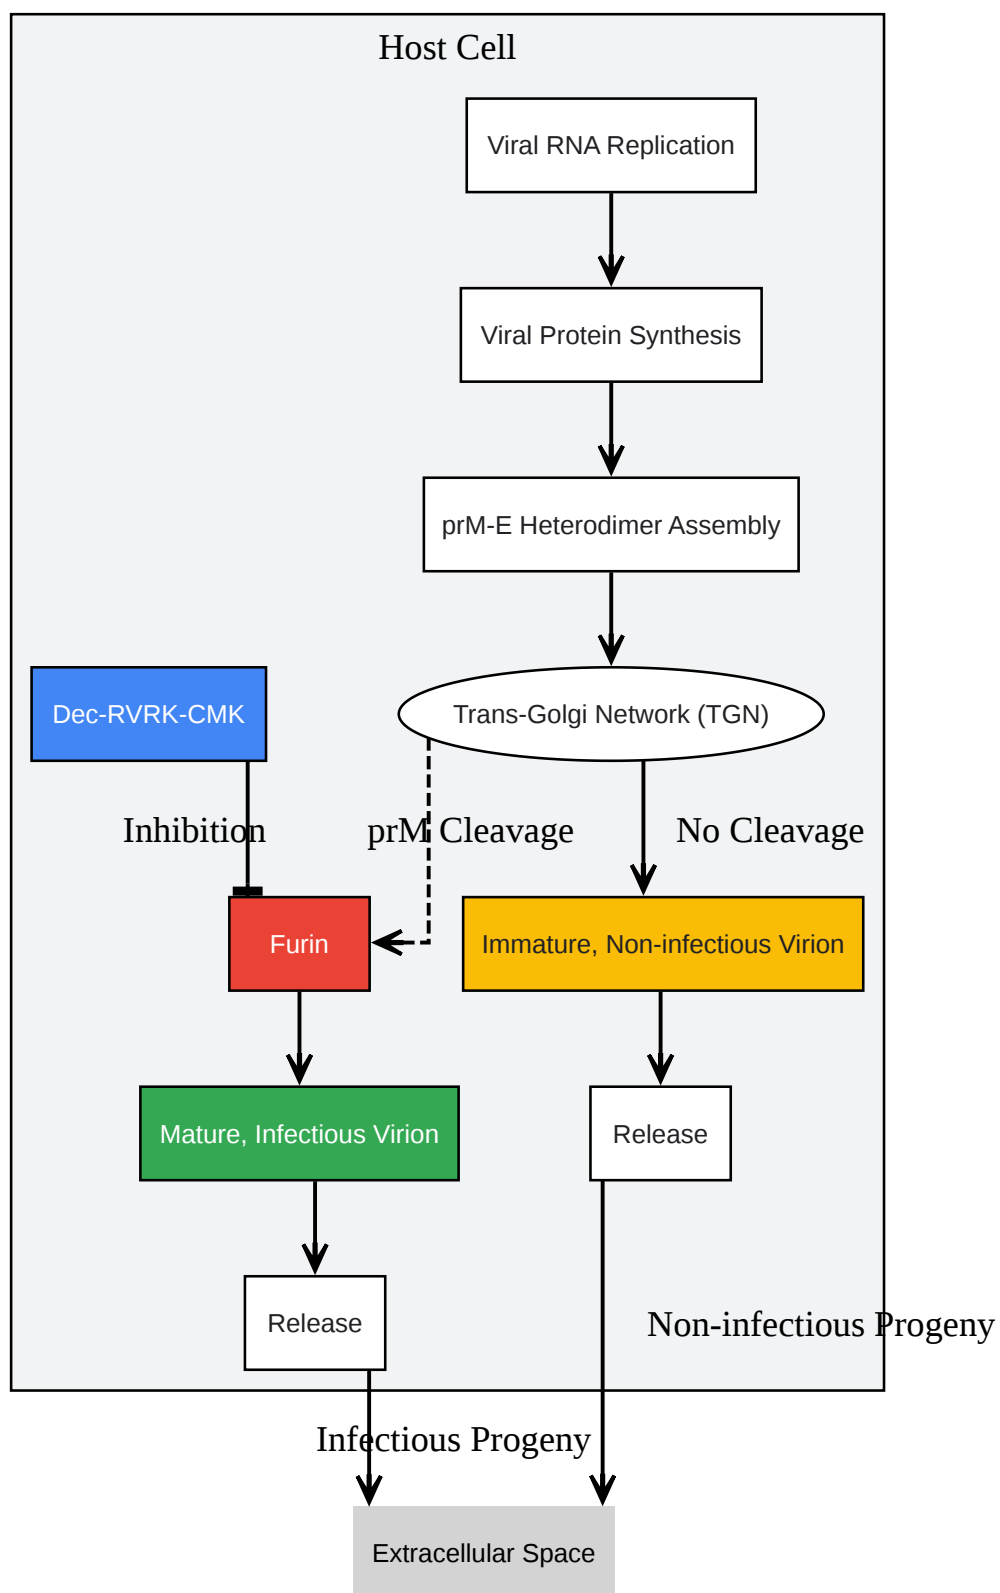 Host Cell
Viral RNA Replication
Viral Protein Synthesis
prM-E Heterodimer Assembly
Dec-RVRK-CMK
Trans-Golgi Network (TGN)
Inhibition
prM Cleavage
No Cleavage
Furin
Immature, Non-infectious Virion
Mature, Infectious Virion
Release
Release
Non-infectious Progeny
Infectious Progeny
Extracellular Space